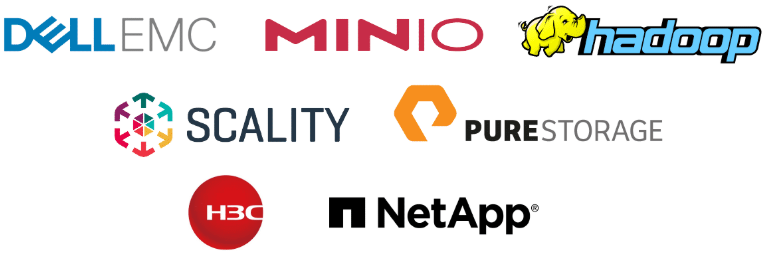 DELLEMC
MINIO
hadoop
SCALITY
PURESTORAGE
H3C
NetApp®